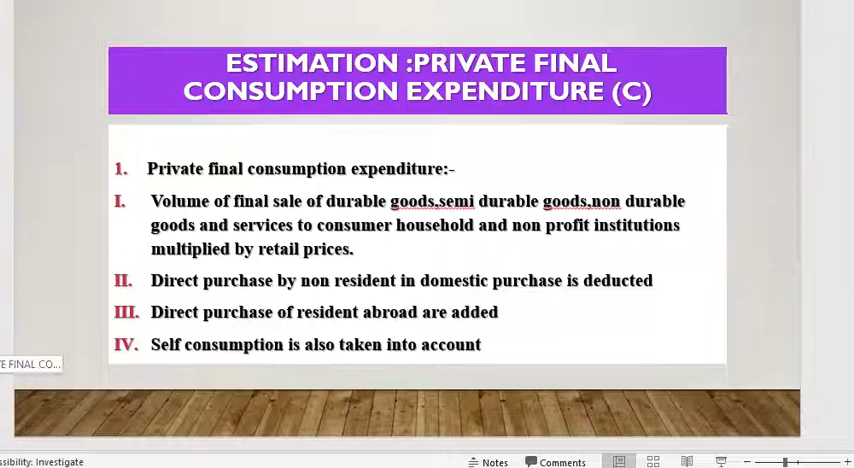 ESTIMATION :PRIVATE FINAL
CONSUMPTION EXPENDITURE (C)
1. Private final consumption expenditure:-
I. Volume of final sale of durable goods,semi durable goods,non durable
goods and services to consumer household and non profit institutions
multiplied by retail prices.
II. Direct purchase by non resident in domestic purchase is deducted
III. Direct purchase of resident abroad are added
IV. Self consumption is also taken into account
E FINAL CO...
ssibility: Investigate
Notes
Comments